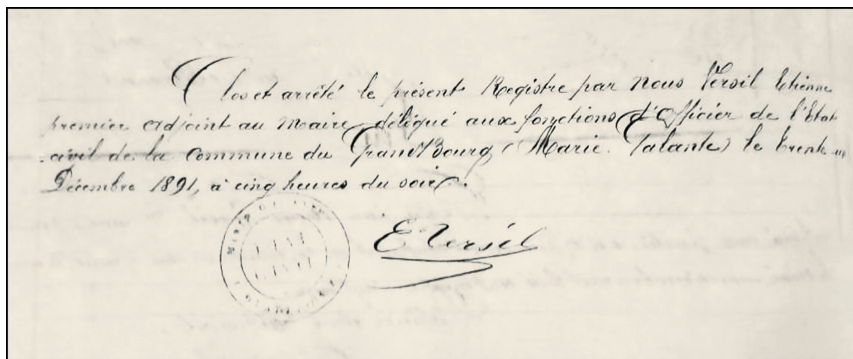 Clos et arrêté le présent Registre par Nous Versil Etienne
premier adjoint au Maire, délégué aux fonctions d'Officier de l'Etat
civil de la Commune du Grand Bourg (Marie. Galante) le trente un
Décembre 1891, à cinq heures du soir.
E Versil
ETAT
CIVIL